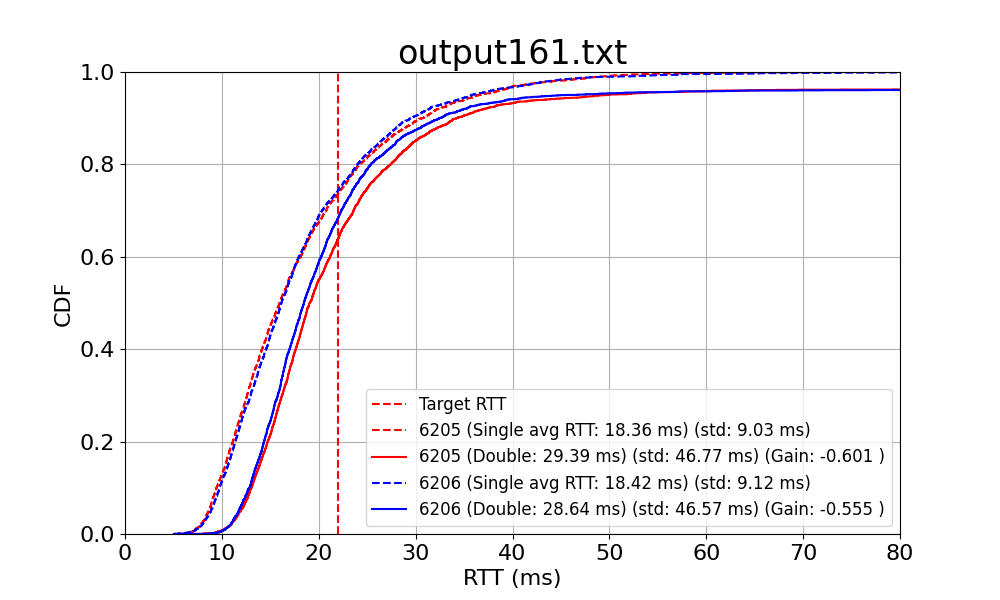 output161.txt
1.0
0.8
0.6
0.4
0.2
0.0
CDF
0 10 20 30 40 50 60 70 80
RTT (ms)
Target RTT
6205 (Single avg RTT: 18.36 ms) (std: 9.03 ms)
6205 (Double: 29.39 ms) (std: 46.77 ms) (Gain: -0.601 )
6206 (Single avg RTT: 18.42 ms) (std: 9.12 ms)
6206 (Double: 28.64 ms) (std: 46.57 ms) (Gain: -0.555 )